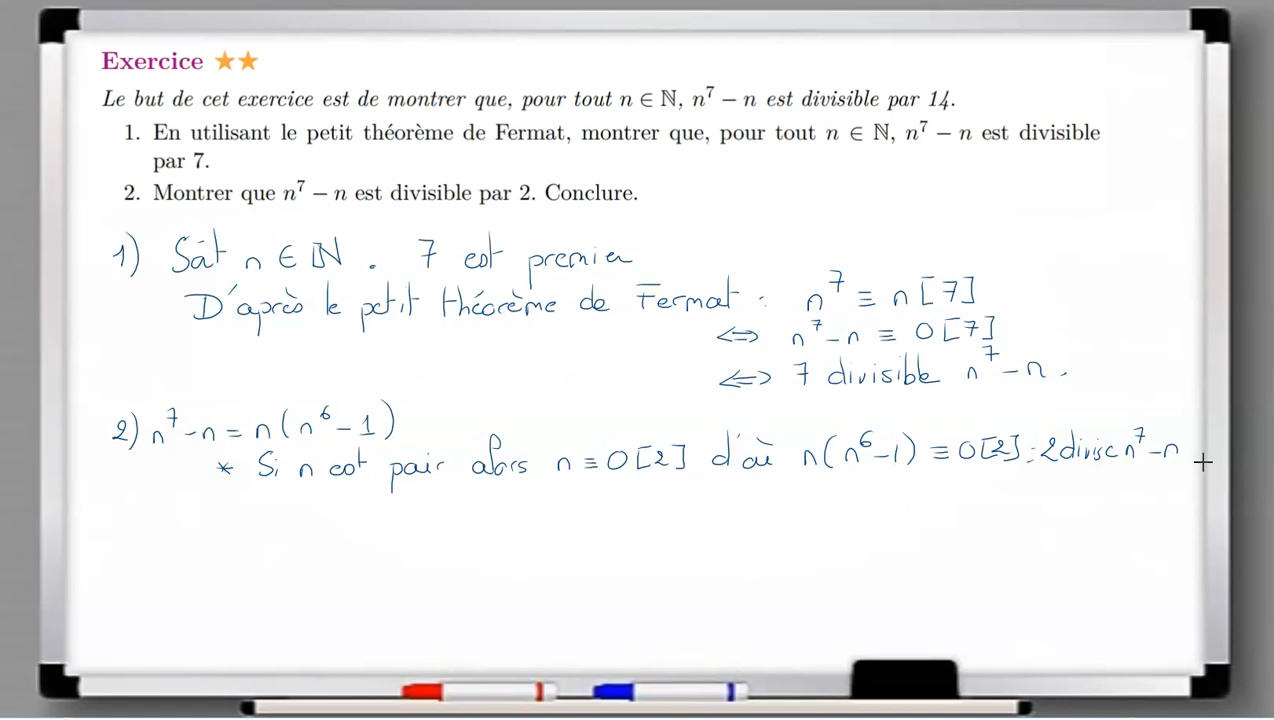 Exercice ★★
Le but de cet exercice est de montrer que, pour tout n ∈ ℕ, n⁷ − n est divisible par 14.
1. En utilisant le petit théorème de Fermat, montrer que, pour tout n ∈ ℕ, n⁷ − n est divisible
par 7.
2. Montrer que n⁷ − n est divisible par 2. Conclure.
1) Soit n ∈ ℕ . 7 est premier
D'après le petit théorème de Fermat : n⁷ ≡ n [7]
⇔ n⁷ − n ≡ 0 [7]
⇔ 7 divisible n⁷ − n .
2) n⁷ − n = n(n⁶ − 1)
* Si n est pair alors n ≡ 0 [2] d'où n(n⁶ − 1) ≡ 0 [2] : 2 divise n⁷ − n